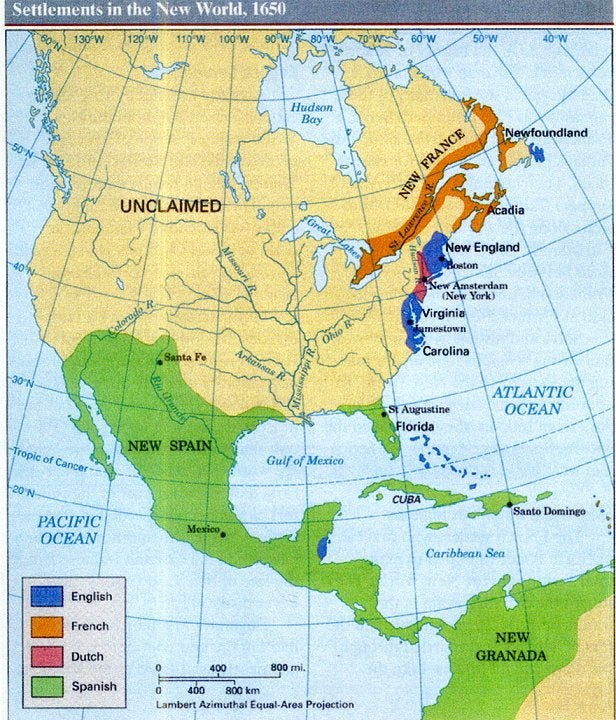 Settlements in the New World, 1650
60°N 130°W 120°W 110°W 100°W 90°W 80°W 70°W 60°W 50°W 40°W
Hudson
Bay
Newfoundland
50°N
NEW FRANCE
UNCLAIMED
St Lawrence R.
Acadia
Great Lakes
New England
Boston
Hudson R.
Missouri R.
40°N
New Amsterdam
(New York)
Virginia
Jamestown
Colorado R.
Ohio R.
Carolina
Santa Fe
Arkansas R.
Mississippi R.
30°N
Rio Grande
ATLANTIC
OCEAN
St Augustine
Florida
NEW SPAIN
Gulf of Mexico
Tropic of Cancer
20°N
CUBA
Santo Domingo
PACIFIC
OCEAN
Mexico
Caribbean Sea
English
French
Dutch
Spanish
NEW
GRANADA
0 400 800 mi.
0 400 800 km
Lambert Azimuthal Equal-Area Projection